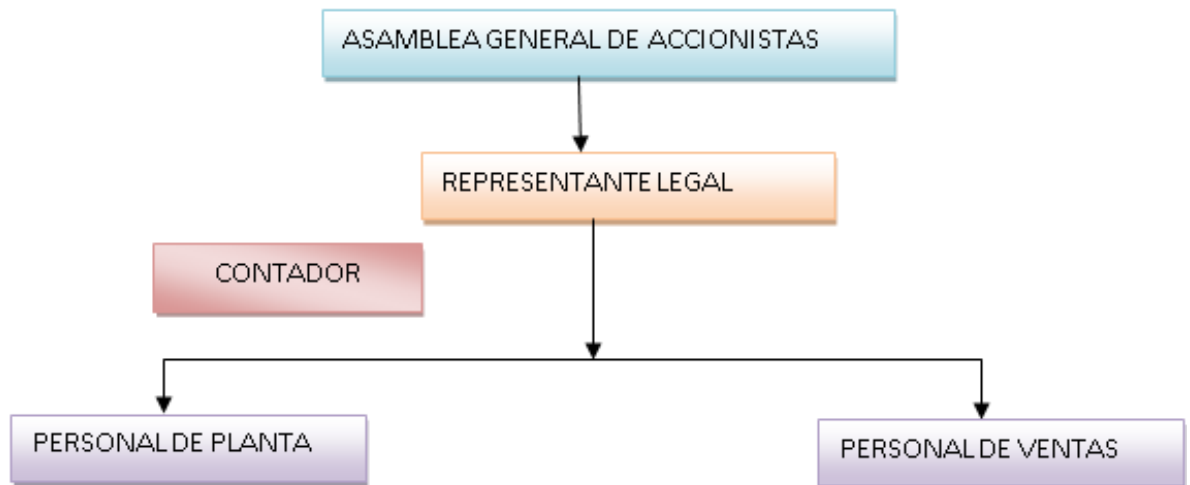 ASAMBLEA GENERAL DE ACCIONISTAS
REPRESENTANTE LEGAL
CONTADOR
PERSONAL DE PLANTA
PERSONAL DE VENTAS